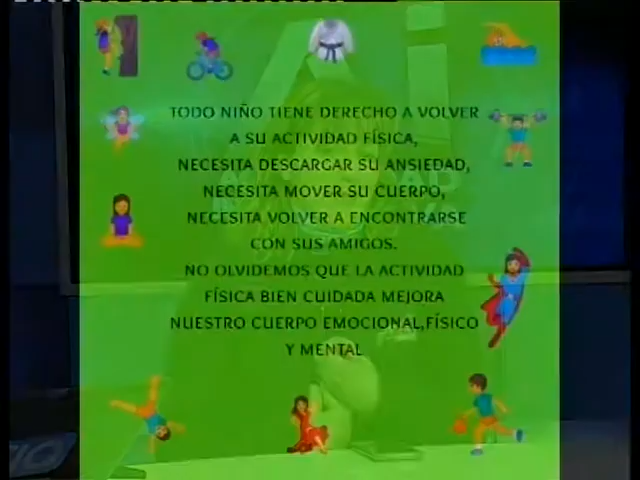 TODO NIÑO TIENE DERECHO A VOLVER
A SU ACTIVIDAD FÍSICA,
NECESITA DESCARGAR SU ANSIEDAD,
NECESITA MOVER SU CUERPO,
NECESITA VOLVER A ENCONTRARSE
CON SUS AMIGOS.
NO OLVIDEMOS QUE LA ACTIVIDAD
FÍSICA BIEN CUIDADA MEJORA
NUESTRO CUERPO EMOCIONAL,FÍSICO
Y MENTAL